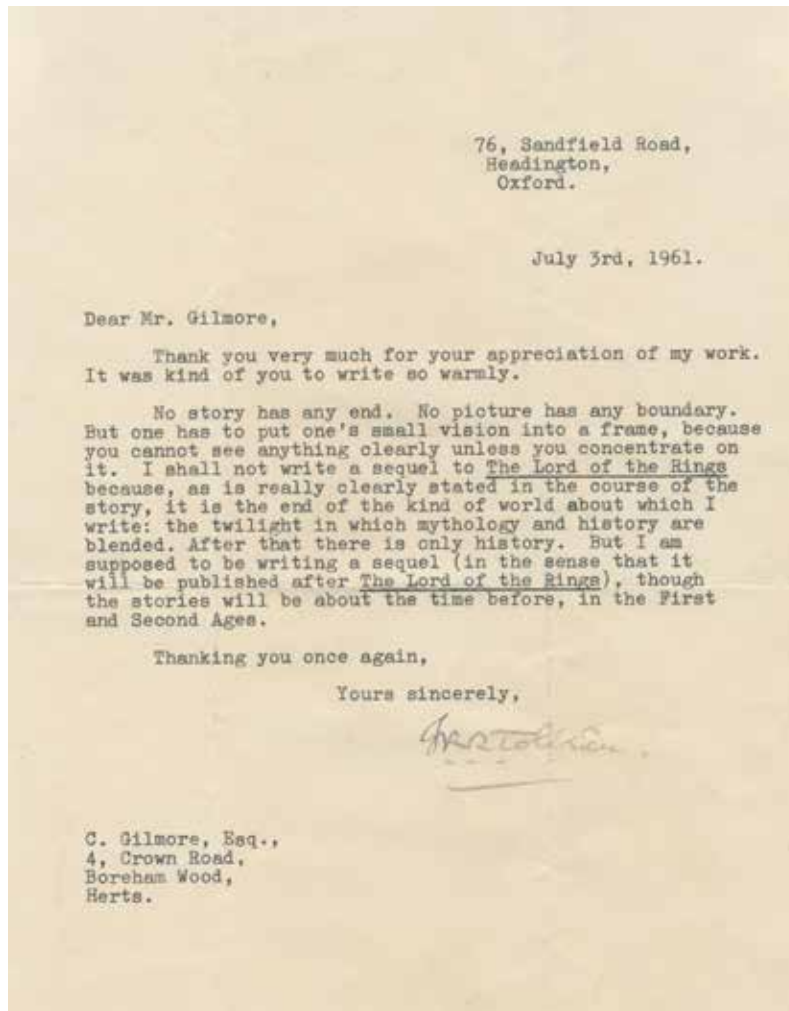 76, Sandfield Road,
Headington,
Oxford.
July 3rd, 1961.
Dear Mr. Gilmore,
Thank you very much for your appreciation of my work.
It was kind of you to write so warmly.
No story has any end. No picture has any boundary.
But one has to put one's small vision into a frame, because
you cannot see anything clearly unless you concentrate on
it. I shall not write a sequel to The Lord of the Rings
because, as is really clearly stated in the course of the
story, it is the end of the kind of world about which I
write: the twilight in which mythology and history are
blended. After that there is only history. But I am
supposed to be writing a sequel (in the sense that it
will be published after The Lord of the Rings), though
the stories will be about the time before, in the First
and Second Ages.
Thanking you once again,
Yours sincerely,
JRRTolkien.
C. Gilmore, Esq.,
4, Crown Road,
Boreham Wood,
Herts.